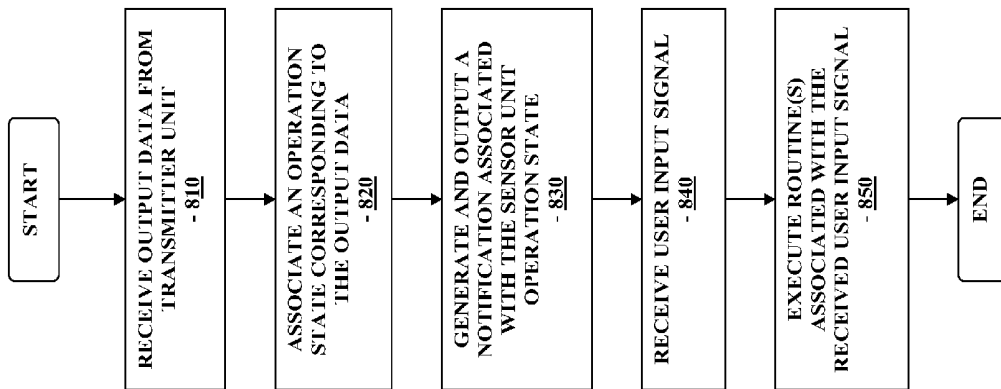 START
RECEIVE OUTPUT DATA FROM
TRANSMITTER UNIT
- 810
ASSOCIATE AN OPERATION
STATE CORRESPONDING TO
THE OUTPUT DATA
- 820
GENERATE AND OUTPUT A
NOTIFICATION ASSOCIATED
WITH THE SENSOR UNIT
OPERATION STATE
- 830
RECEIVE USER INPUT SIGNAL
- 840
EXECUTE ROUTINE(S)
ASSOCIATED WITH THE
RECEIVED USER INPUT SIGNAL
- 850
END